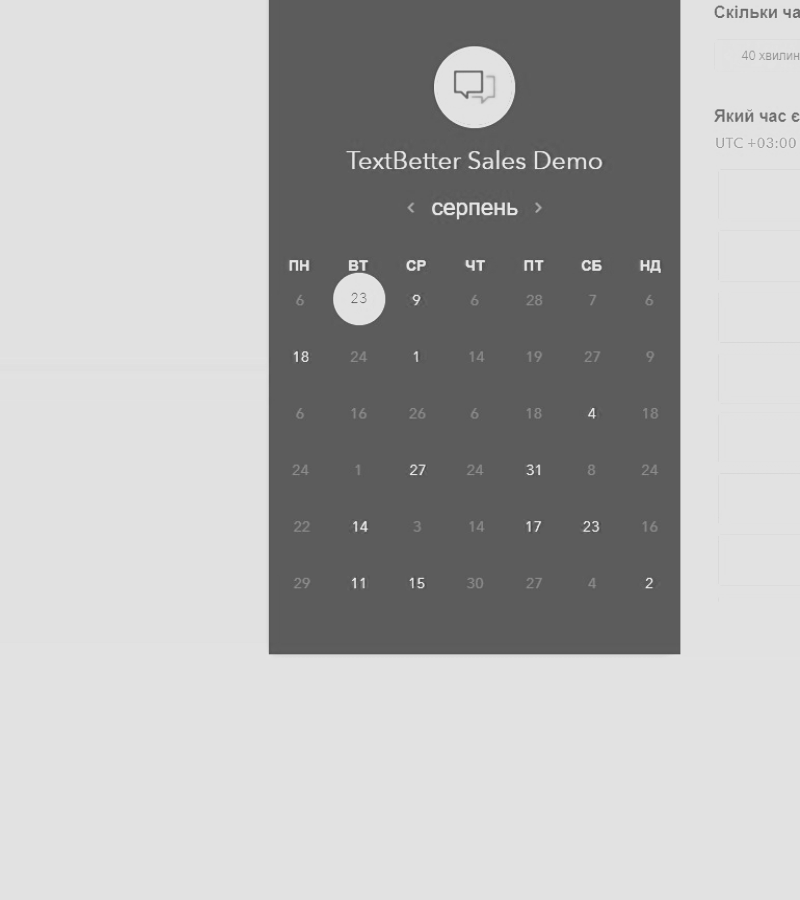 Скільки ча
40 хвилин
TextBetter Sales Demo
серпень
Який час є
UTC +03:00
ПН ВТ СР ЧТ ПТ СБ НД
6 23 9 6 28 7 6
18 24 1 14 19 27 9
6 16 26 6 18 4 18
24 1 27 24 31 8 24
22 14 3 14 17 23 16
29 11 15 30 27 4 2